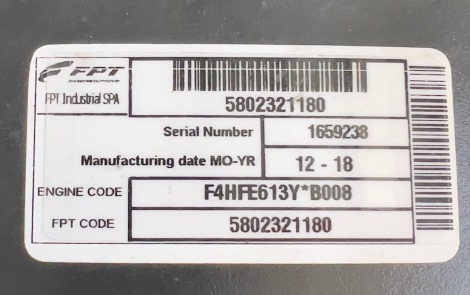 FPT
FPT Industrial SPA
5802321180
Serial Number 1659238
Manufacturing date MO-YR 12 - 18
ENGINE CODE F4HFE613Y*B008
FPT CODE 5802321180